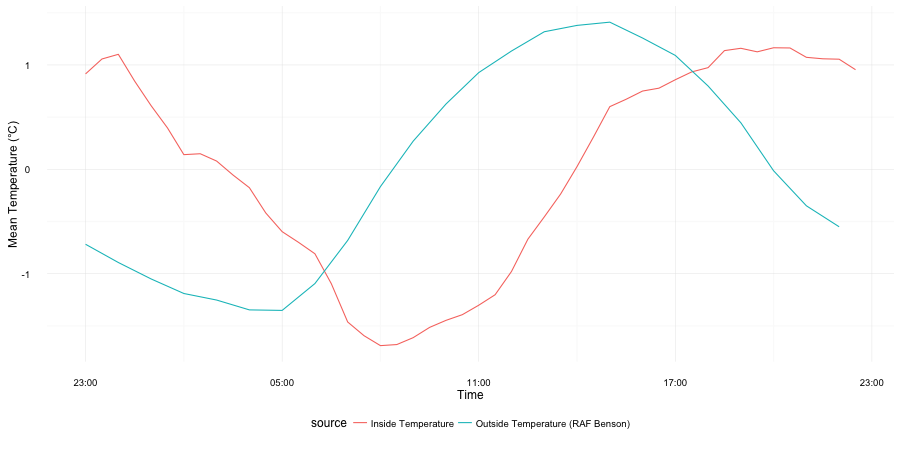 Mean Temperature (°C)
1
0
-1
23:00 05:00 11:00 17:00 23:00
Time
source Inside Temperature Outside Temperature (RAF Benson)